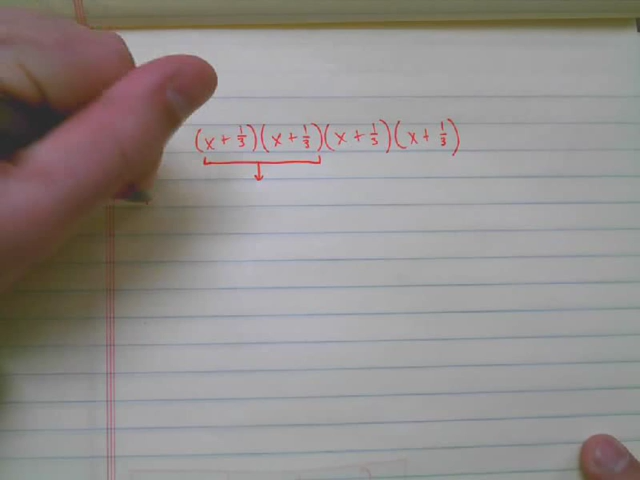 (x + 1/3)(x + 1/3)(x + 1/3)(x + 1/3)